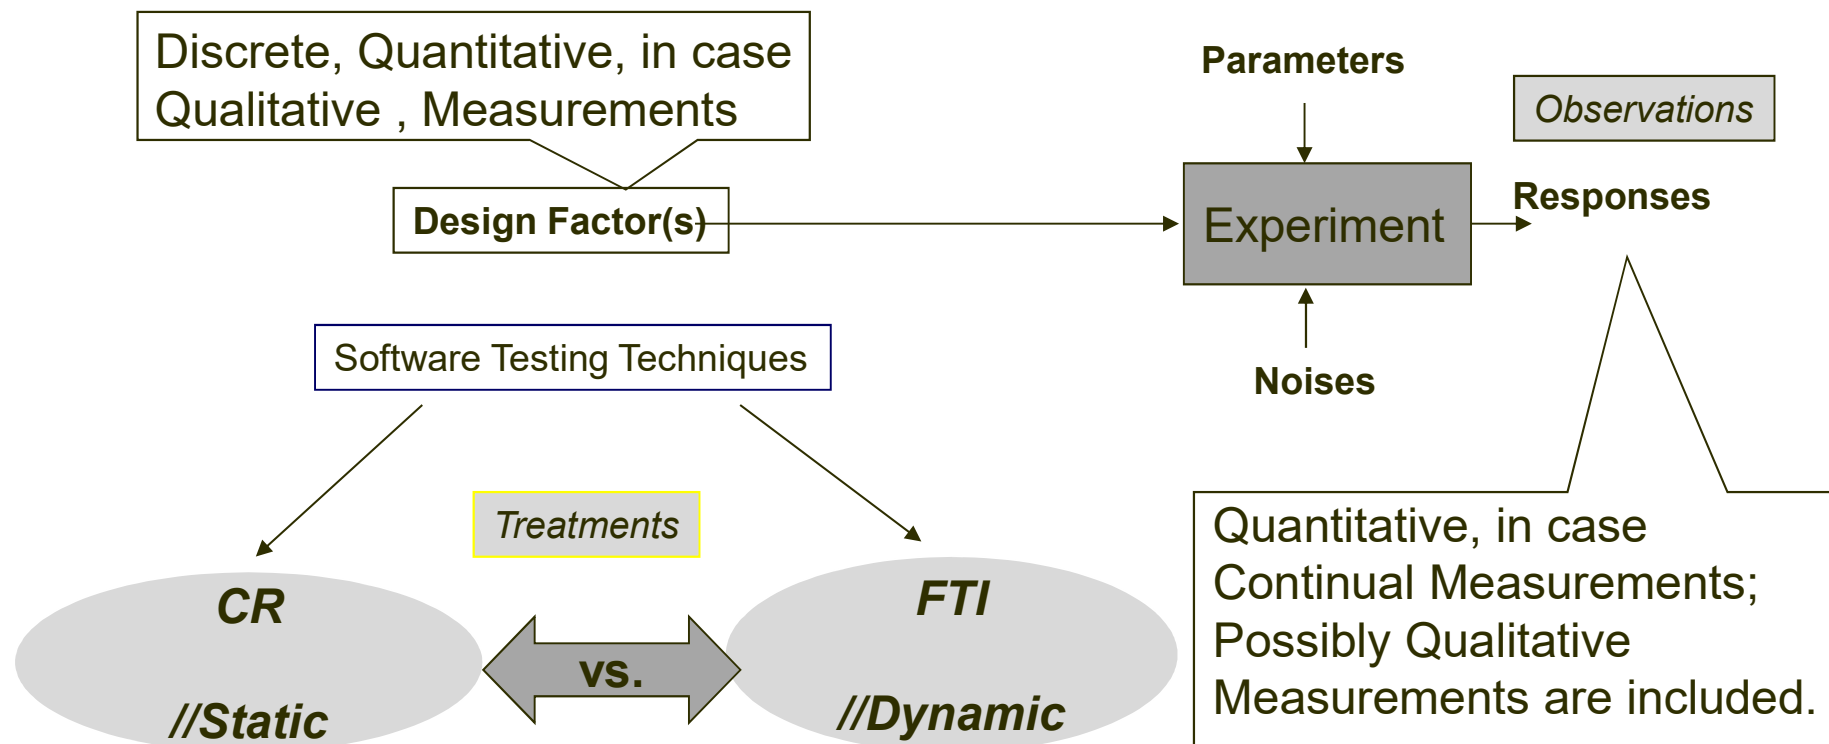 Discrete, Quantitative, in case
Qualitative , Measurements
Parameters
Observations
Design Factor(s)
Experiment
Responses
Software Testing Techniques
Noises
Treatments
CR
//Static
vs.
FTI
//Dynamic
Quantitative, in case
Continual Measurements;
Possibly Qualitative
Measurements are included.